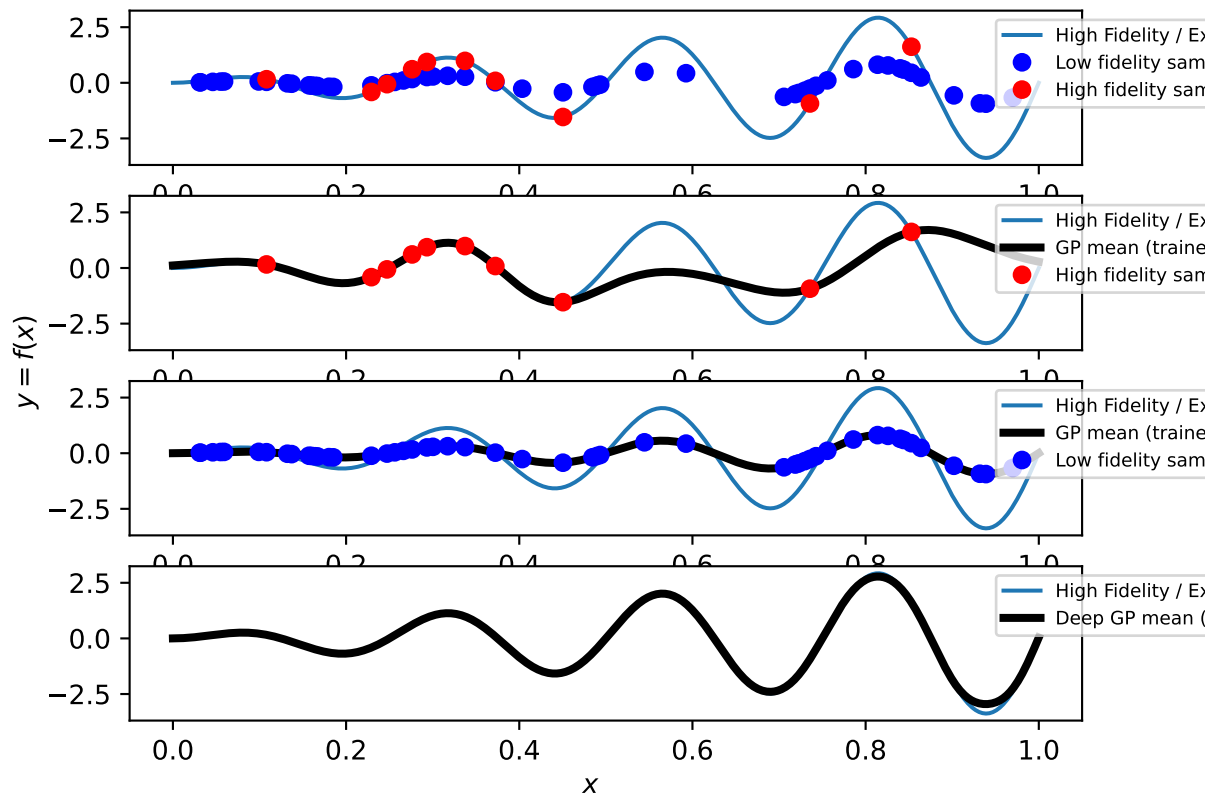 2.5
0.0
−2.5
High Fidelity / Ex
Low fidelity sam
High fidelity sam
0.0 0.2 0.4 0.6 0.8 1.0
2.5
0.0
−2.5
High Fidelity / Ex
GP mean (traine
High fidelity sam
0.0 0.2 0.4 0.6 0.8 1.0
y = f(x)
2.5
0.0
−2.5
High Fidelity / Ex
GP mean (traine
Low fidelity sam
0.0 0.2 0.4 0.6 0.8 1.0
2.5
0.0
−2.5
High Fidelity / Ex
Deep GP mean (
0.0 0.2 0.4 0.6 0.8 1.0
x